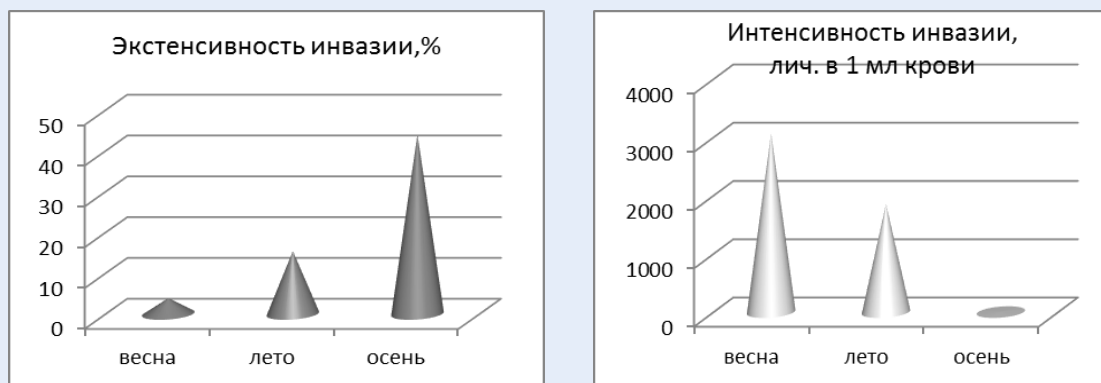 Экстенсивность инвазии,%
50
40
30
20
10
0
весна лето осень
Интенсивность инвазии,
лич. в 1 мл крови
4000
3000
2000
1000
0
весна лето осень